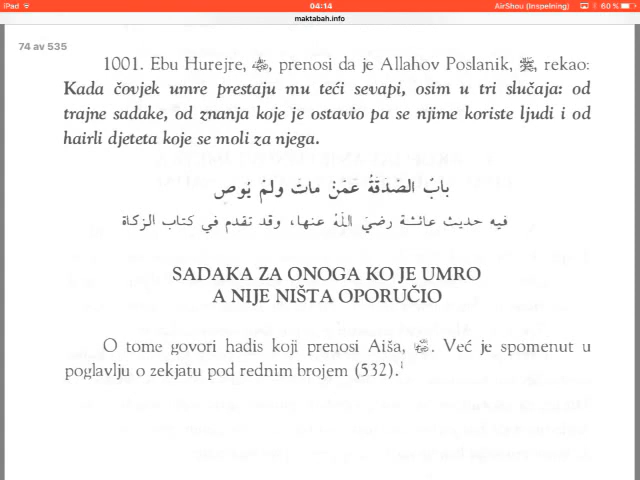 iPad 04:14 AirShou (Inspelning) 60 %
maktabah.info
74 av 535
1001. Ebu Hurejre, ﷺ, prenosi da je Allahov Poslanik, ﷺ, rekao:
Kada čovjek umre prestaju mu teći sevapi, osim u tri slučaja: od
trajne sadake, od znanja koje je ostavio pa se njime koriste ljudi i od
hairli djeteta koje se moli za njega.
بابُ الصَّدَقَةُ عَمَّنْ ماتَ ولَمْ يُوصِ
فيه حديث عائشة رضيَ اللهُ عنها، وقد تقدم في كتاب الزكاة
SADAKA ZA ONOGA KO JE UMRO
A NIJE NIŠTA OPORUČIO
O tome govori hadis koji prenosi Aiša, . Već je spomenut u
poglavlju o zekjatu pod rednim brojem (532).¹